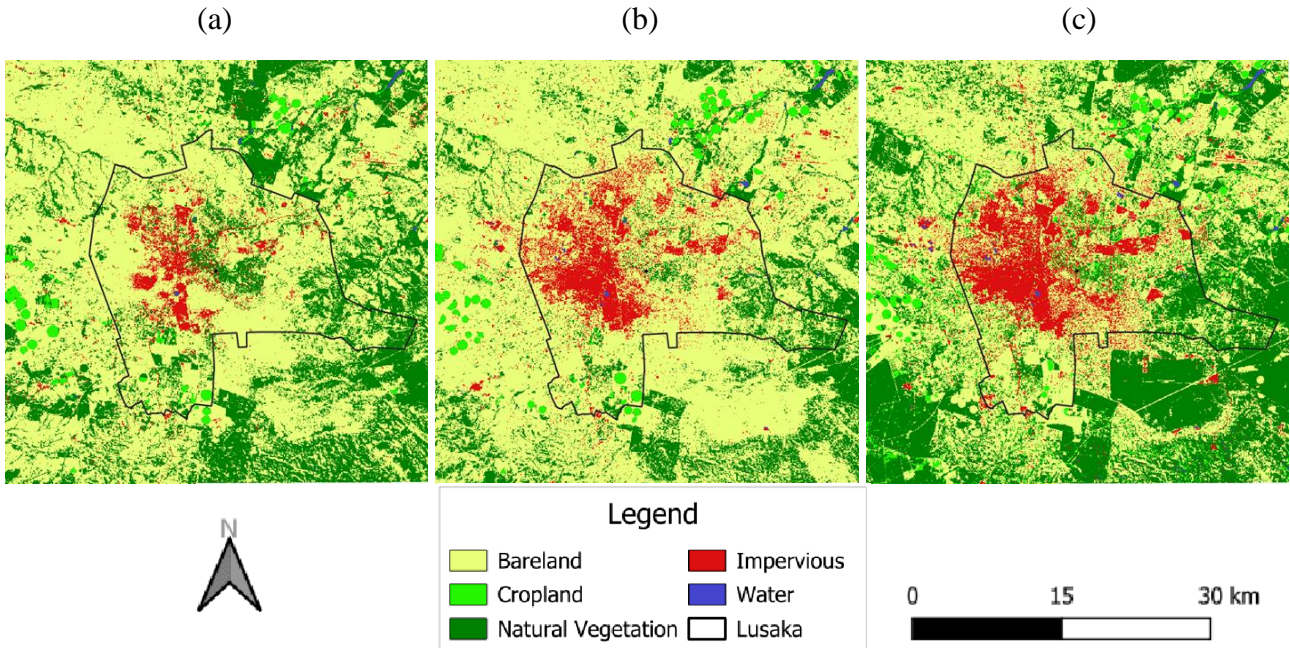 (a) (b) (c)
N
Legend
Bareland Impervious
Cropland Water
Natural Vegetation Lusaka
0 15 30 km